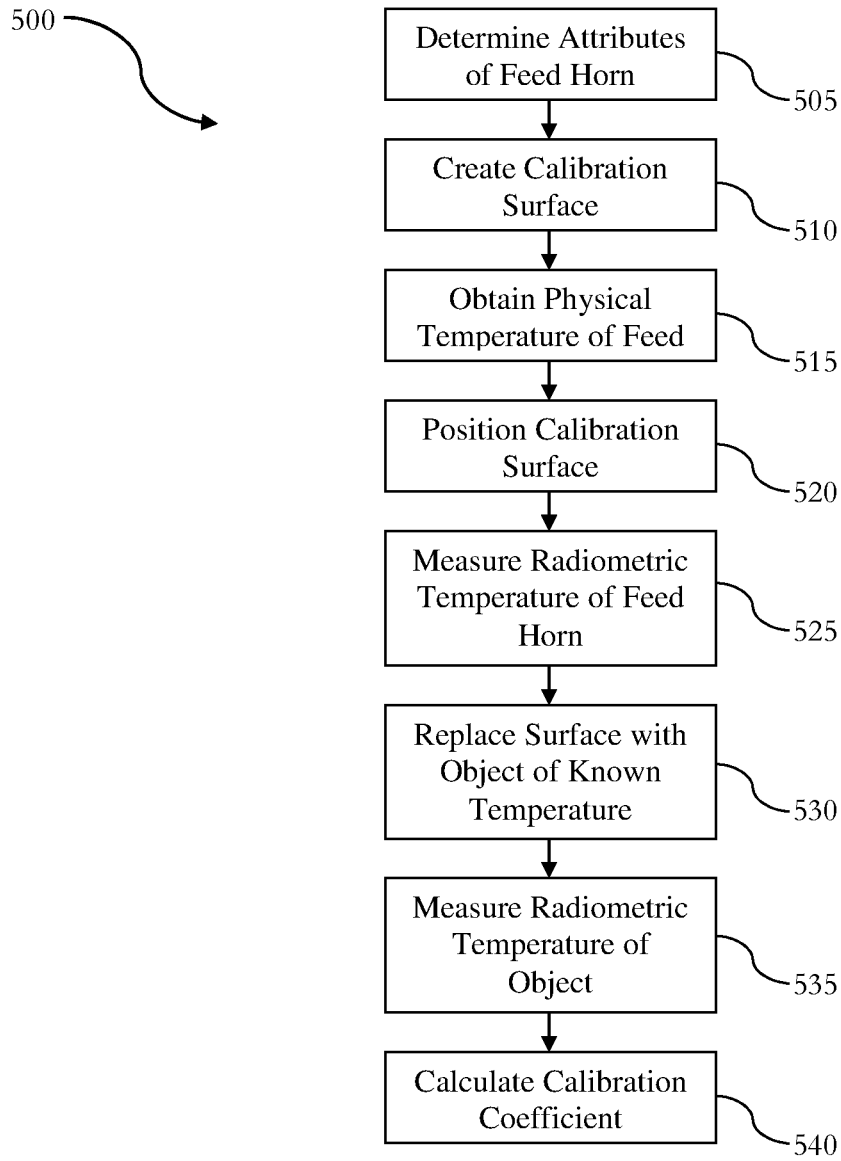 500
Determine Attributes
of Feed Horn
505
Create Calibration
Surface
510
Obtain Physical
Temperature of Feed
515
Position Calibration
Surface
520
Measure Radiometric
Temperature of Feed
Horn
525
Replace Surface with
Object of Known
Temperature
530
Measure Radiometric
Temperature of
Object
535
Calculate Calibration
Coefficient
540